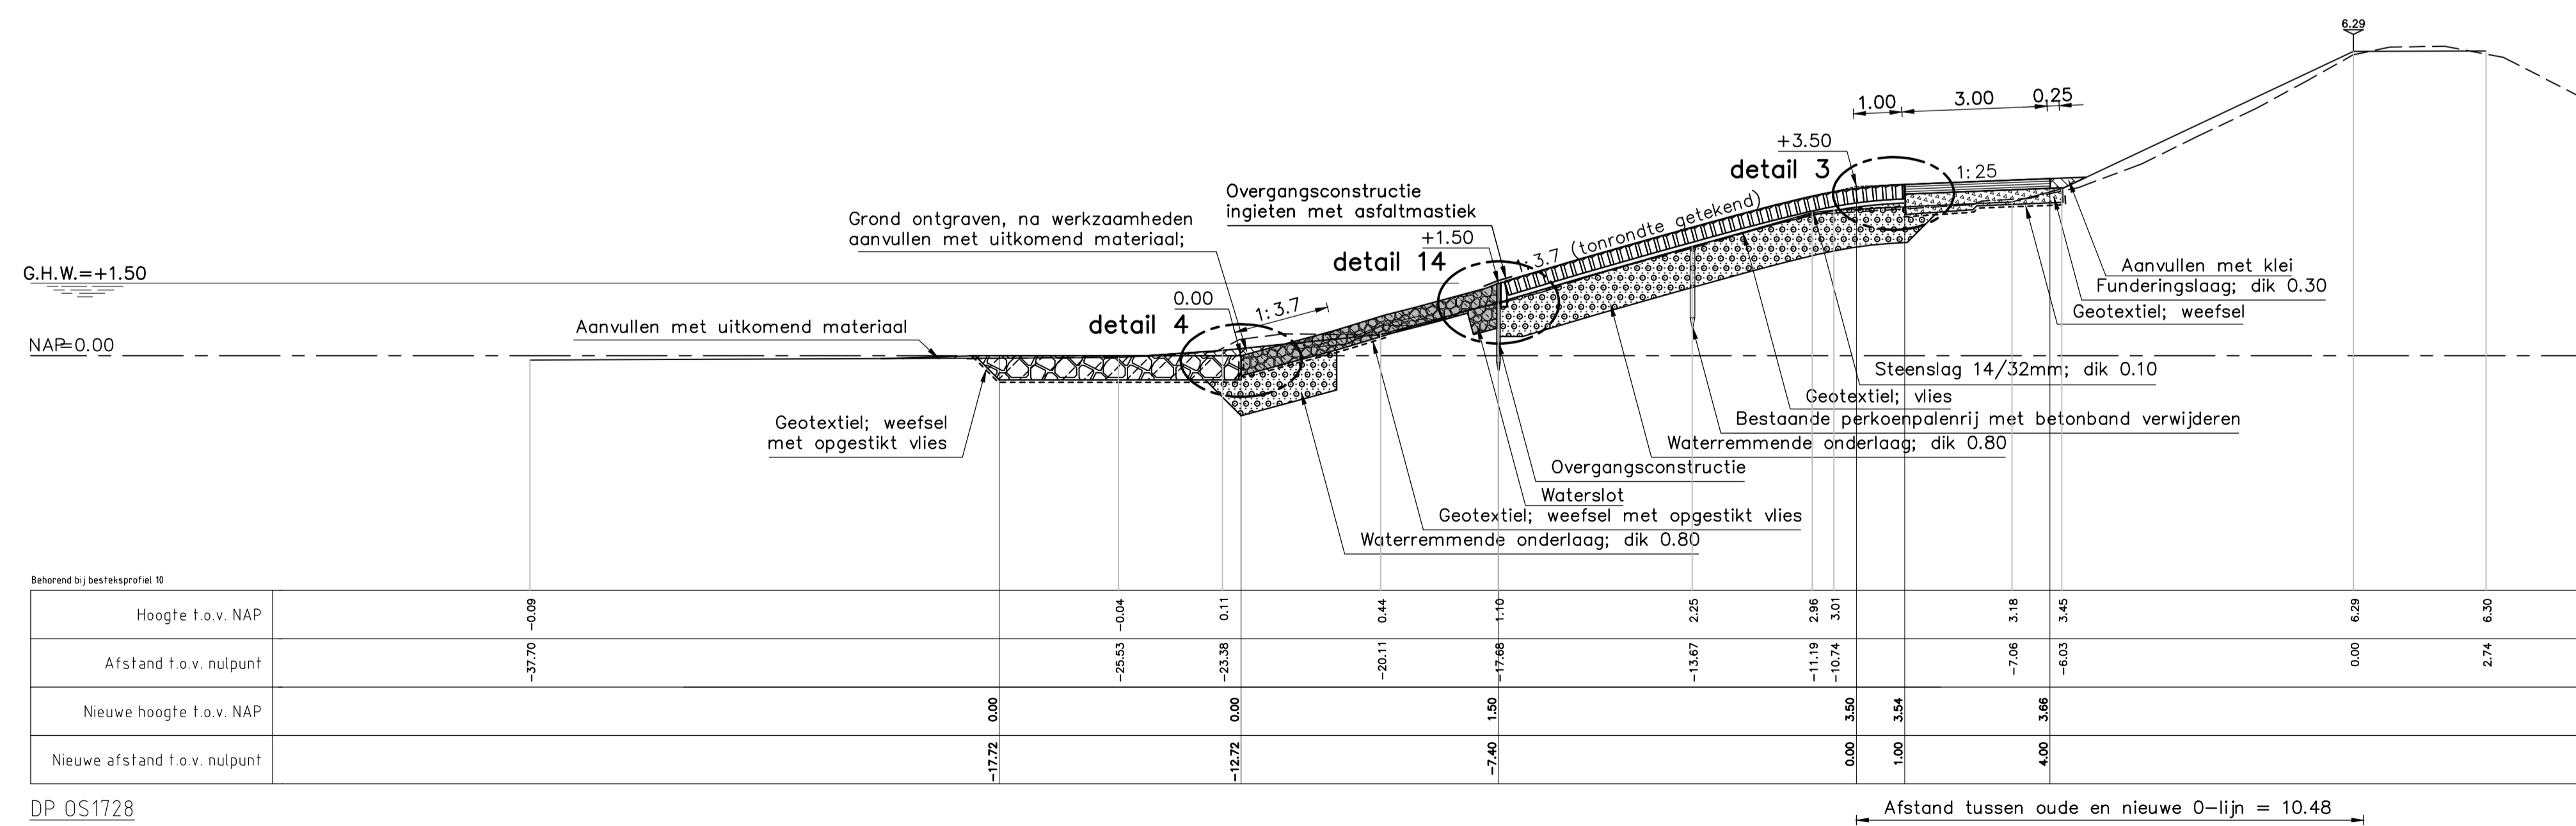 6.29
1.00 3.00 0.25
+3.50
detail 3
1:25
Overgangsconstructie
ingieten met asfaltmastiek
Grond ontgraven, na werkzaamheden
aanvullen met uitkomend materiaal;
+1.50
1:3.7 (tonrondte getekend)
detail 14
G.H.W.=+1.50
Aanvullen met klei
Funderingslaag; dik 0.30
0.00
1:3.7
Geotextiel; weefsel
detail 4
Aanvullen met uitkomend materiaal
NAP=0.00
Steenslag 14/32mm; dik 0.10
Geotextiel; vlies
Bestaande perkoenpalenrij met betonband verwijderen
Geotextiel; weefsel
met opgestikt vlies
Waterremmende onderlaag; dik 0.80
Overgangsconstructie
Waterslot
Geotextiel; weefsel met opgestikt vlies
Waterremmende onderlaag; dik 0.80
Behorend bij besteksprofiel 10
Hoogte t.o.v. NAP -0.09 -0.04 0.11 0.44 1.10 2.25 2.96 3.01 3.18 3.45 6.29 6.30
Afstand t.o.v. nulpunt -37.70 -25.53 -23.38 -20.11 -17.68 -13.67 -11.19 -10.74 -7.06 -6.03 0.00 2.74
Nieuwe hoogte t.o.v. NAP 0.00 0.00 1.50 3.50 3.54 3.66
Nieuwe afstand t.o.v. nulpunt -17.72 -12.72 -7.40 0.00 1.00 4.00
DP OS1728
Afstand tussen oude en nieuwe 0-lijn = 10.48